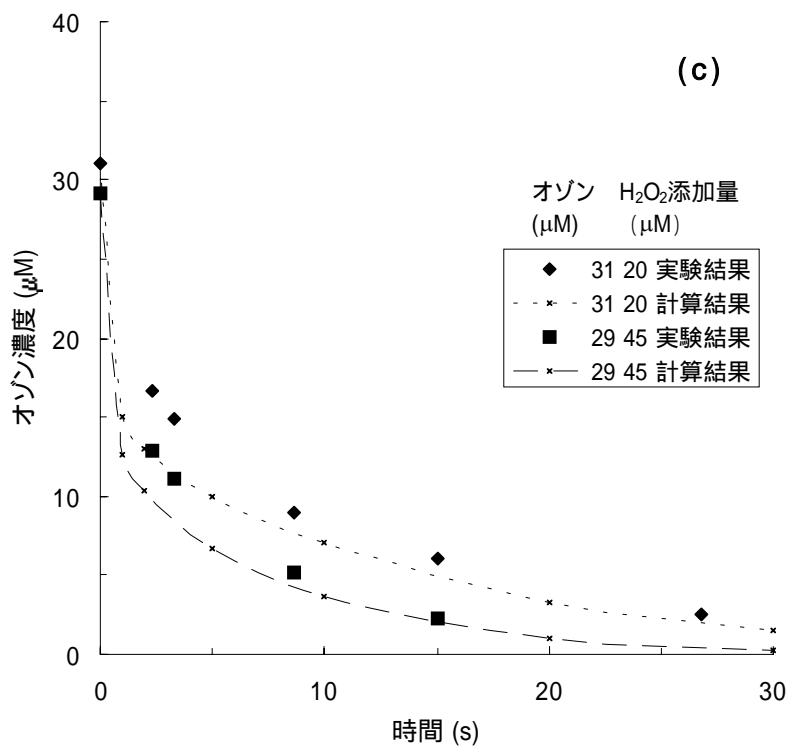 40
(c)
オゾン H₂O₂添加量
(μM) (μM)
31 20 実験結果
31 20 計算結果
29 45 実験結果
29 45 計算結果
30
20
10
0
オゾン濃度 (μM)
0 10 20 30
時間 (s)